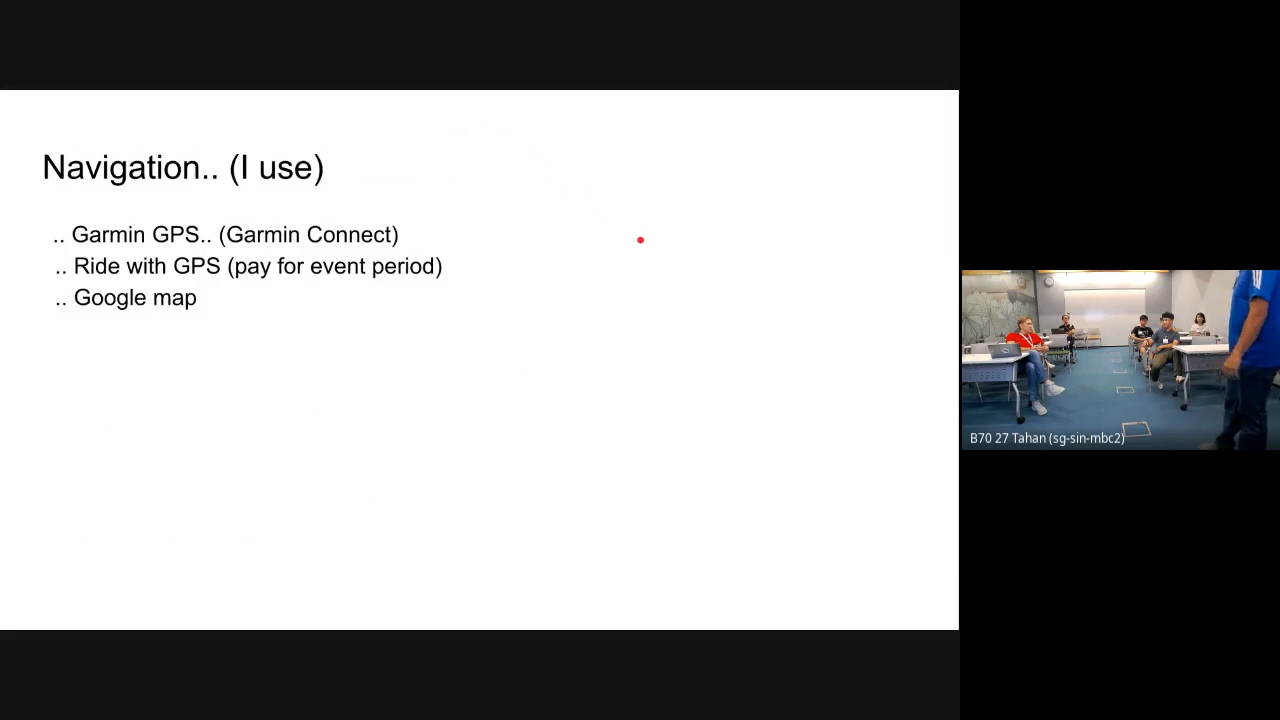 Navigation.. (I use)
.. Garmin GPS.. (Garmin Connect)
.. Ride with GPS (pay for event period)
.. Google map
B70 27 Tahan (sg-sin-mbc2)